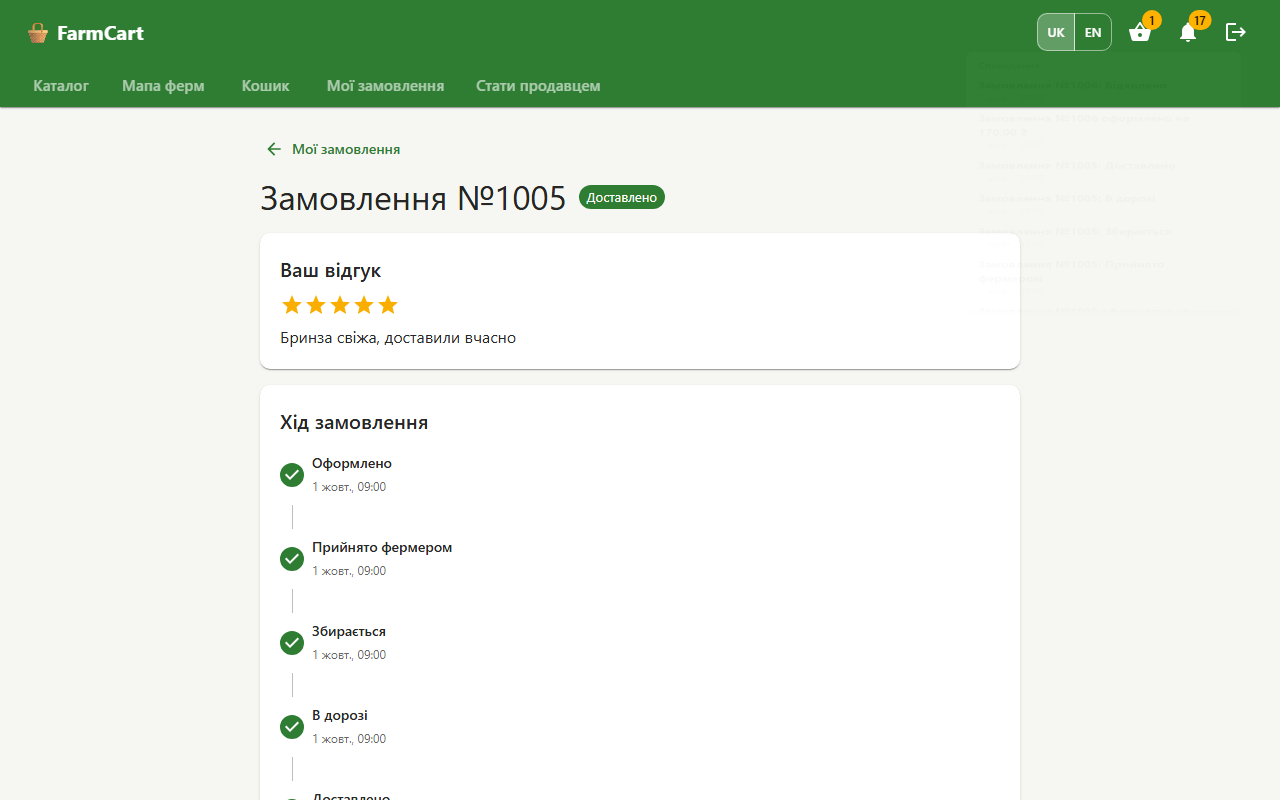 FarmCart
UK EN 1 17
Каталог Мапа ферм Кошик Мої замовлення Стати продавцем
Мої замовлення
Замовлення №1005 Доставлено
Ваш відгук
Бринза свіжа, доставили вчасно
Хід замовлення
Оформлено
1 жовт., 09:00
Прийнято фермером
1 жовт., 09:00
Збирається
1 жовт., 09:00
В дорозі
1 жовт., 09:00
Доставлено